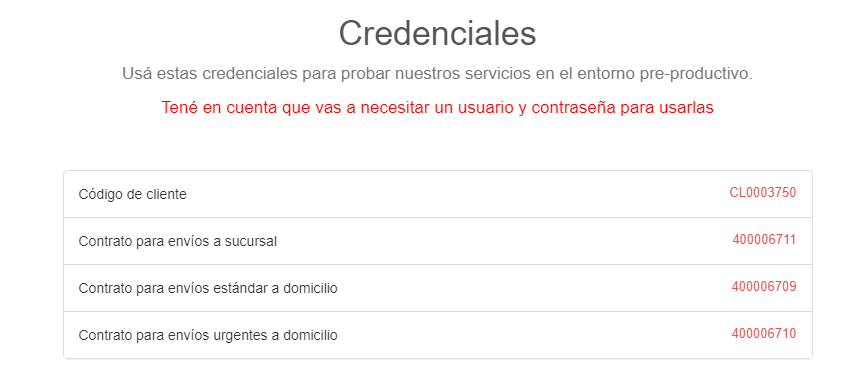 Credenciales
Usá estas credenciales para probar nuestros servicios en el entorno pre-productivo.
Tené en cuenta que vas a necesitar un usuario y contraseña para usarlas
Código de cliente CL0003750
Contrato para envíos a sucursal 400006711
Contrato para envíos estándar a domicilio 400006709
Contrato para envíos urgentes a domicilio 400006710